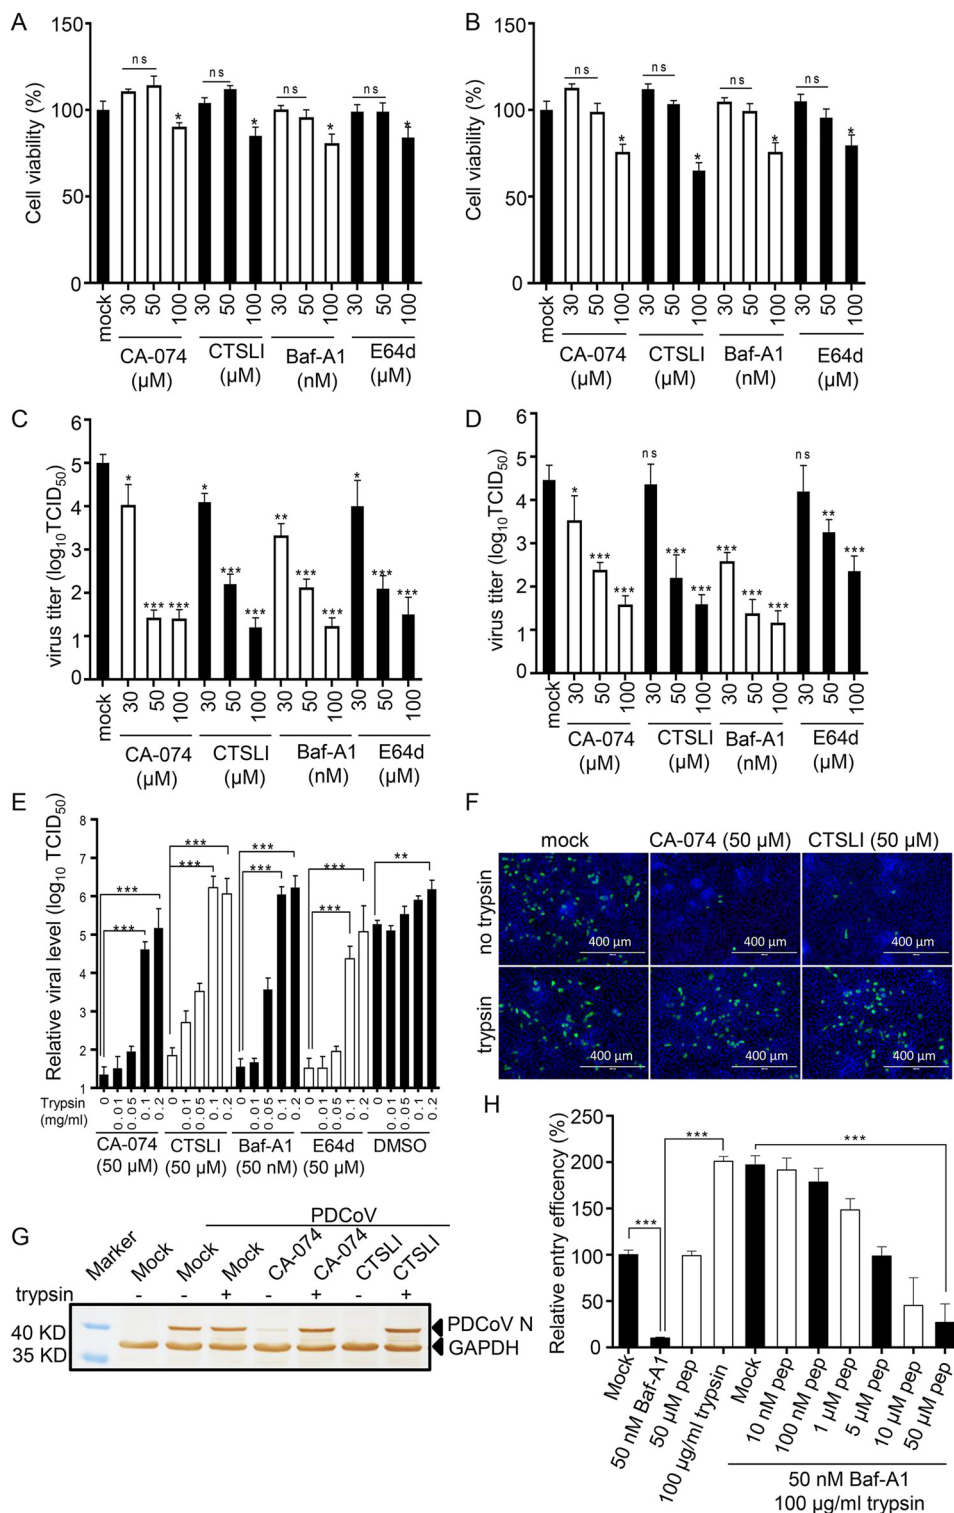 A
Cell viability (%)
150
100
50
0
n s
n s
n s
n s
*
*
*
*
mock
30
50
100
30
50
100
30
50
100
30
50
100
CA-074 CTSLI Baf-A1 E64d
(µM) (µM) (nM) (µM)
B
Cell viability (%)
150
100
50
0
n s
n s
n s
n s
*
*
*
*
mock
30
50
100
30
50
100
30
50
100
30
50
100
CA-074 CTSLI Baf-A1 E64d
(µM) (µM) (nM) (µM)
C
virus titer (log10TCID50)
6
5
4
3
2
1
0
*
*** ***
*
***
***
**
***
***
*
***
***
mock
30
50
100
30
50
100
30
50
100
30
50
100
CA-074 CTSLI Baf-A1 E64d
(µM) (µM) (nM) (µM)
D
virus titer (log10TCID50)
6
5
4
3
2
1
0
*
***
***
n s
***
***
***
***
***
n s
**
***
mock
30
50
100
30
50
100
30
50
100
30
50
100
CA-074 CTSLI Baf-A1 E64d
(µM) (µM) (nM) (µM)
E
Relative viral level (log10 TCID50)
8
7
6
5
4
3
2
1
***
***
***
***
***
***
***
***
**
Trypsin
(mg/ml)
0
0.01
0.05
0.1
0.2
0
0.01
0.05
0.1
0.2
0
0.01
0.05
0.1
0.2
0
0.01
0.05
0.1
0.2
0
0.01
0.05
0.1
0.2
CA-074 CTSLI Baf-A1 E64d DMSO
(50 µM) (50 µM) (50 nM) (50 µM)
F
mock CA-074 (50 µM) CTSLI (50 µM)
no trypsin
400 µm 400 µm 400 µm
trypsin
400 µm 400 µm 400 µm
G
PDCoV
Marker Mock Mock Mock CA-074 CA-074 CTSLI CTSLI
trypsin - - + - + - +
40 KD
35 KD
PDCoV N
GAPDH
H
Relative entry efficency (%)
250
200
150
100
50
0
***
***
***
Mock
50 nM Baf-A1
50 µM pep
100 µg/ml trypsin
Mock
10 nM pep
100 nM pep
1 µM pep
5 µM pep
10 µM pep
50 µM pep
50 nM Baf-A1
100 µg/ml trypsin